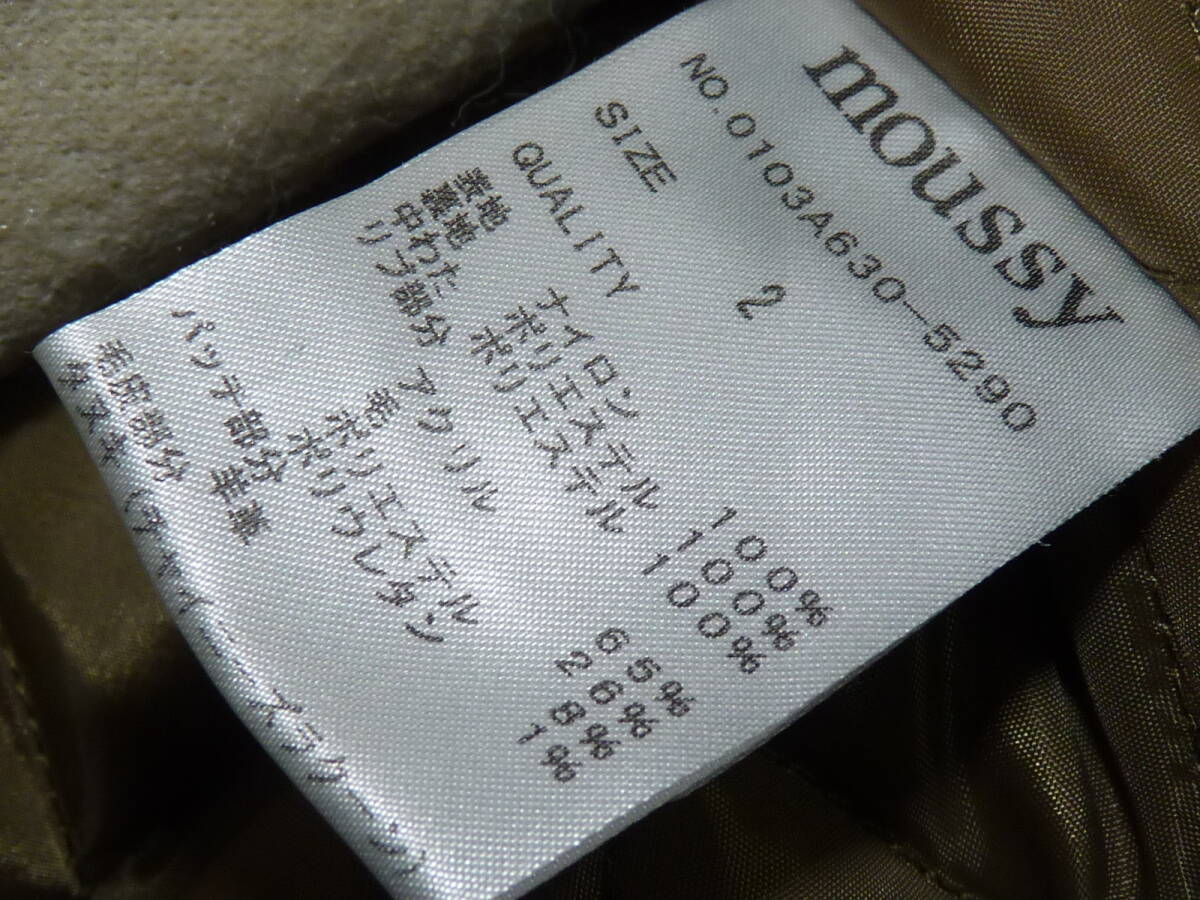 moussy
NO.0103A630-5290
SIZE 2
QUALITY
表地 ナイロン 100%
裏地 ポリエステル 100%
中わた ポリエステル 100%
リブ部分 アクリル 65%
毛 26%
ポリエステル 8%
ポリウレタン 1%
パッチ部分 羊革
毛皮部分
タヌキ